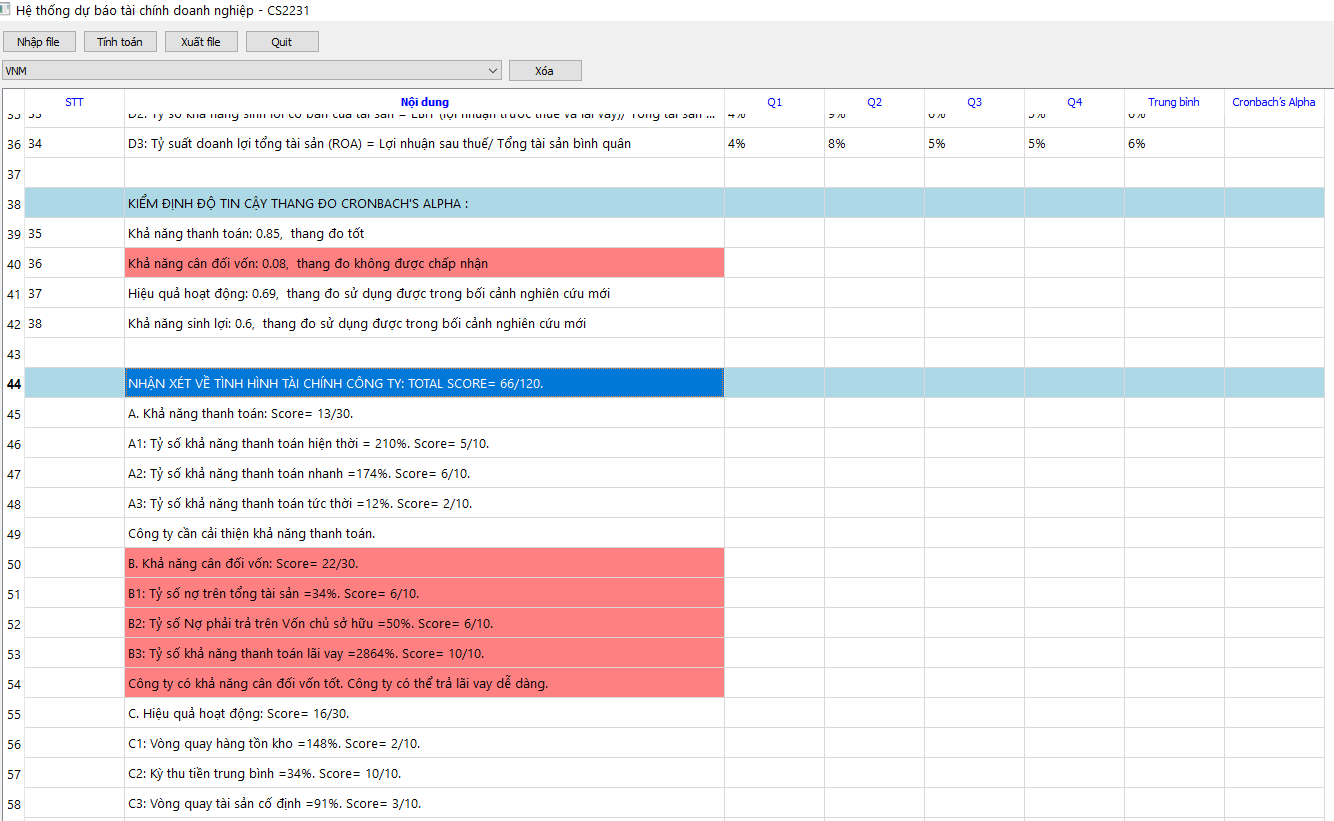 Hệ thống dự báo tài chính doanh nghiệp - CS2231
Nhập file Tính toán Xuất file Quit
VNM Xóa
STT Nội dung Q1 Q2 Q3 Q4 Trung bình Cronbach's Alpha
35 33 D2: Tỷ số khả năng sinh lời cơ bản của tài sản = EBIT (lợi nhuận trước thuế và lãi vay)/ Tổng tài sản ... 4% 9% 6% 5% 6%
36 34 D3: Tỷ suất doanh lợi tổng tài sản (ROA) = Lợi nhuận sau thuế/ Tổng tài sản bình quân 4% 8% 5% 5% 6%
37
38 KIỂM ĐỊNH ĐỘ TIN CẬY THANG ĐO CRONBACH'S ALPHA :
39 35 Khả năng thanh toán: 0.85, thang đo tốt
40 36 Khả năng cân đối vốn: 0.08, thang đo không được chấp nhận
41 37 Hiệu quả hoạt động: 0.69, thang đo sử dụng được trong bối cảnh nghiên cứu mới
42 38 Khả năng sinh lợi: 0.6, thang đo sử dụng được trong bối cảnh nghiên cứu mới
43
44 NHẬN XÉT VỀ TÌNH HÌNH TÀI CHÍNH CÔNG TY: TOTAL SCORE= 66/120.
45 A. Khả năng thanh toán: Score= 13/30.
46 A1: Tỷ số khả năng thanh toán hiện thời = 210%. Score= 5/10.
47 A2: Tỷ số khả năng thanh toán nhanh =174%. Score= 6/10.
48 A3: Tỷ số khả năng thanh toán tức thời =12%. Score= 2/10.
49 Công ty cần cải thiện khả năng thanh toán.
50 B. Khả năng cân đối vốn: Score= 22/30.
51 B1: Tỷ số nợ trên tổng tài sản =34%. Score= 6/10.
52 B2: Tỷ số Nợ phải trả trên Vốn chủ sở hữu =50%. Score= 6/10.
53 B3: Tỷ số khả năng thanh toán lãi vay =2864%. Score= 10/10.
54 Công ty có khả năng cân đối vốn tốt. Công ty có thể trả lãi vay dễ dàng.
55 C. Hiệu quả hoạt động: Score= 16/30.
56 C1: Vòng quay hàng tồn kho =148%. Score= 2/10.
57 C2: Kỳ thu tiền trung bình =34%. Score= 10/10.
58 C3: Vòng quay tài sản cố định =91%. Score= 3/10.